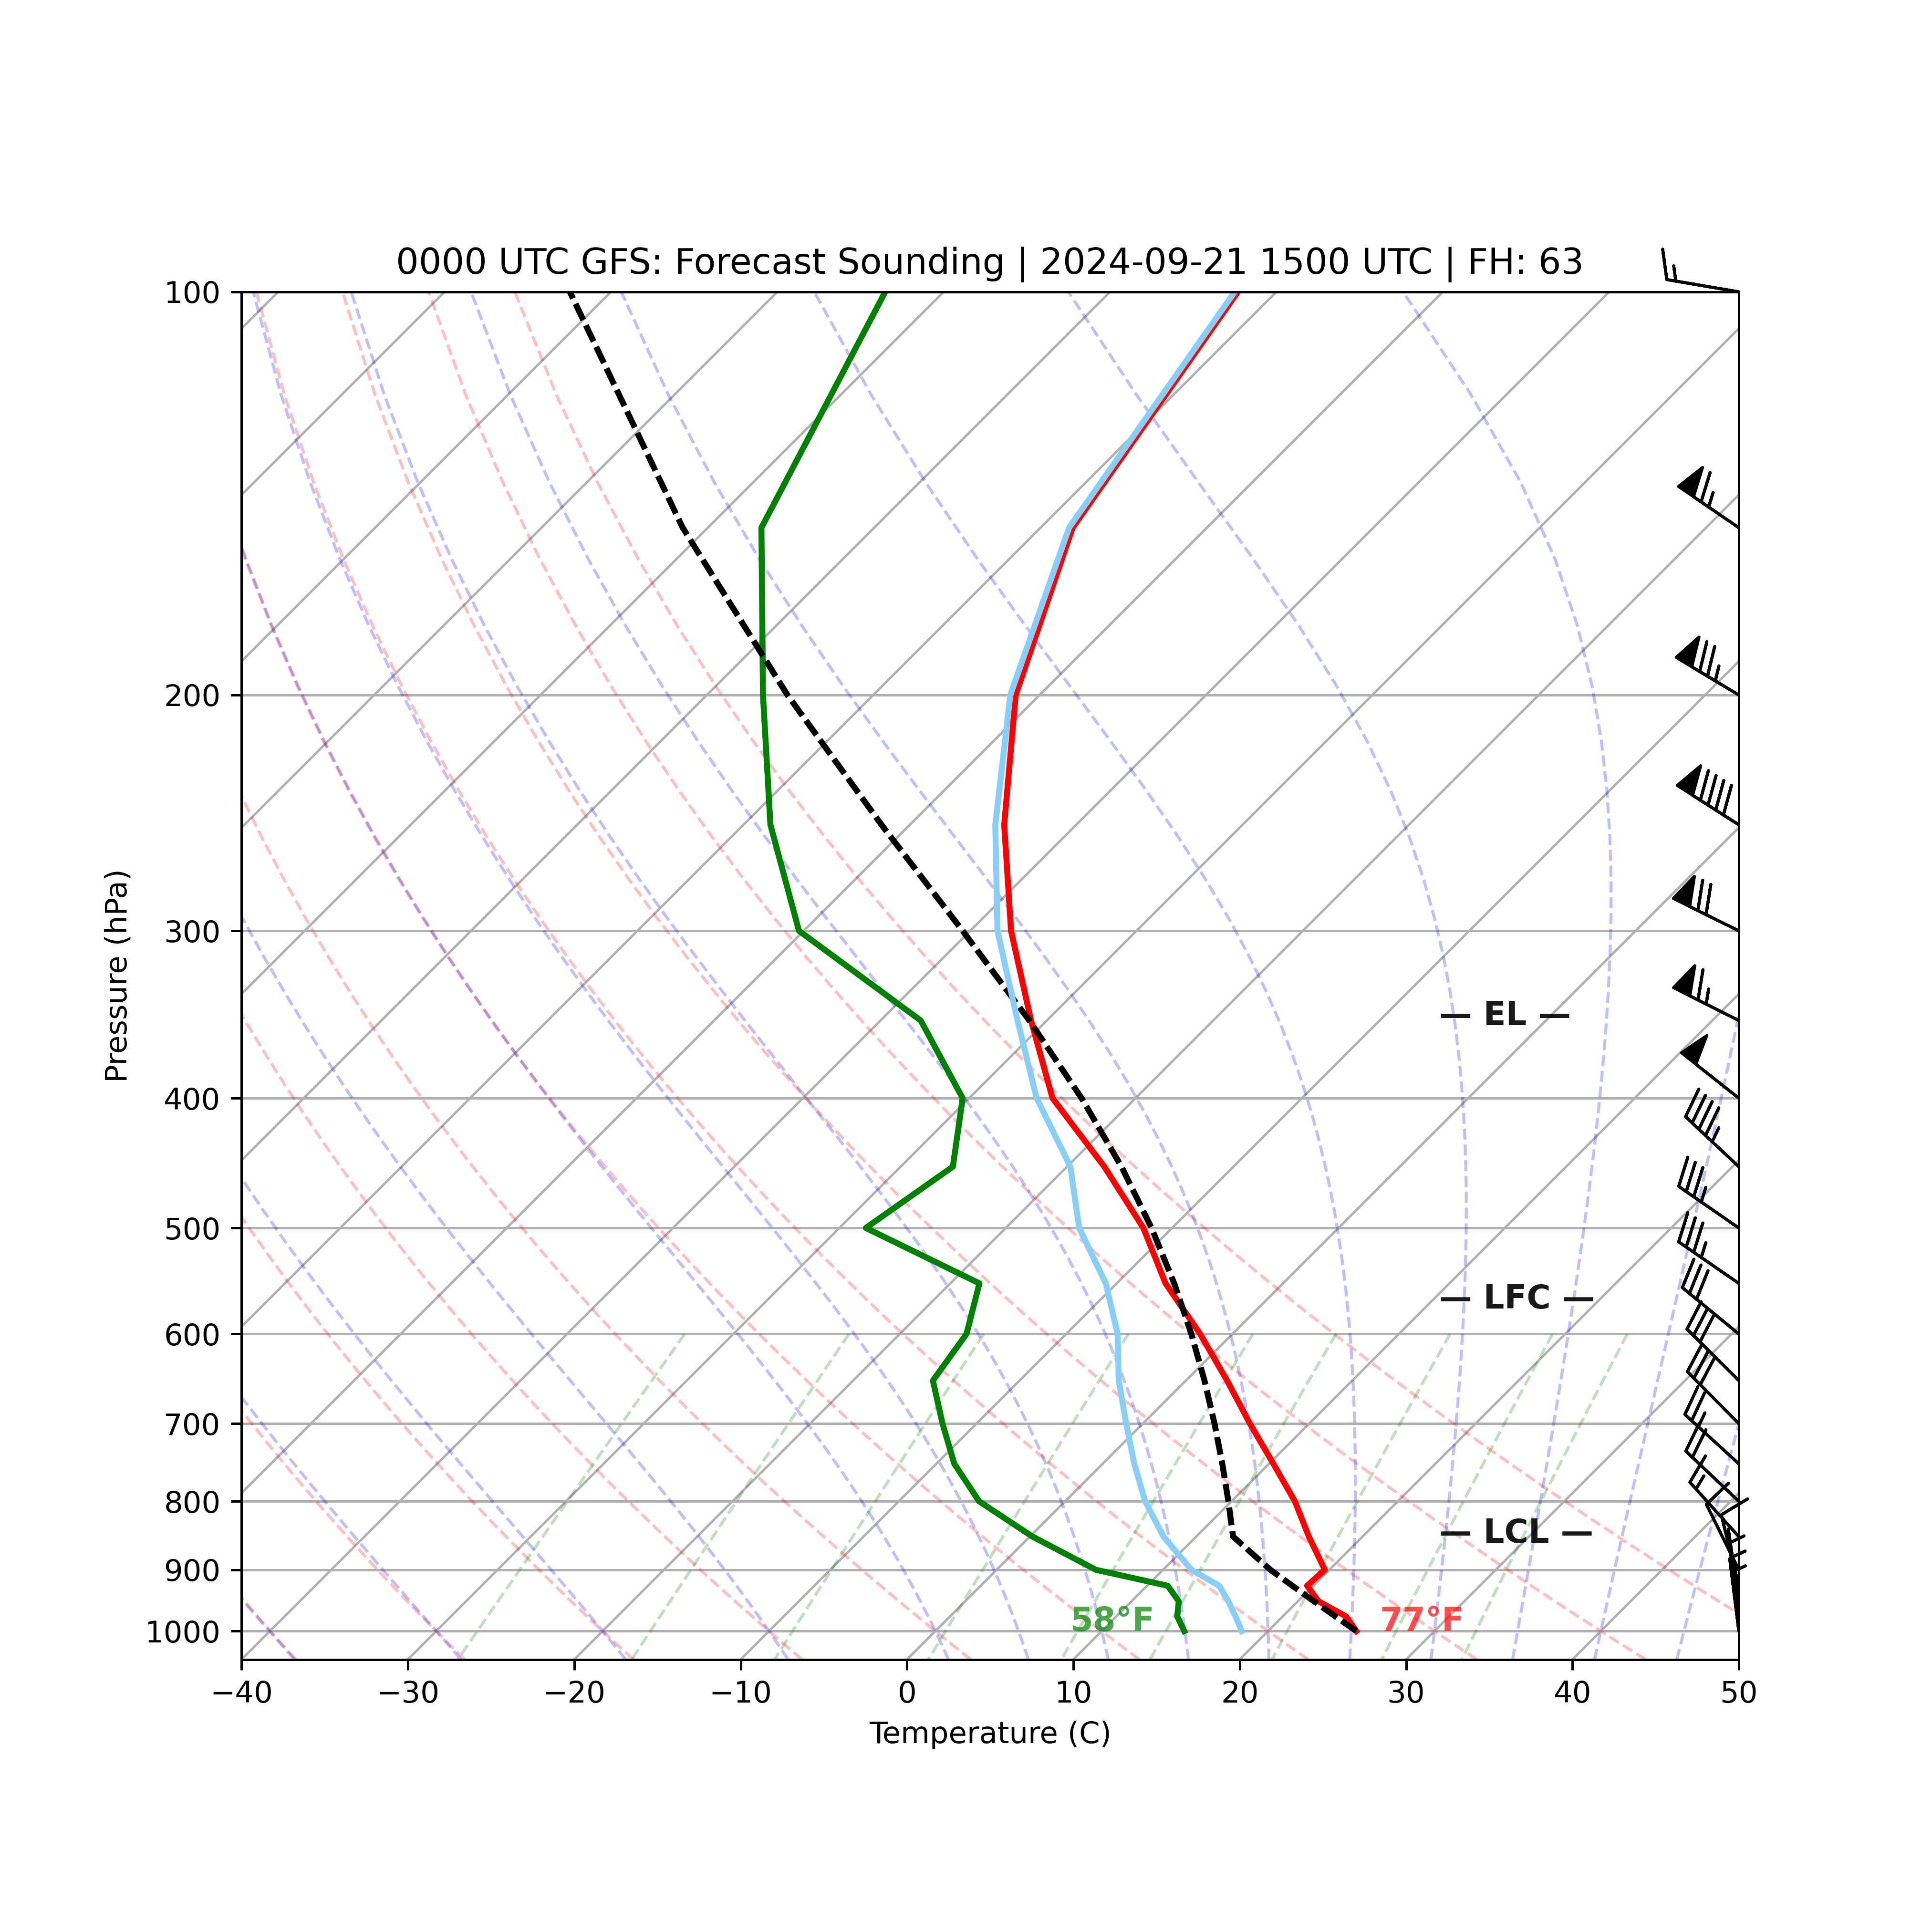 0000 UTC GFS: Forecast Sounding | 2024-09-21 1500 UTC | FH: 63
100
200
300
400
500
600
700
800
900
1000
Pressure (hPa)
— EL —
— LFC —
— LCL —
58°F
77°F
−40
−30
−20
−10
0
10
20
30
40
50
Temperature (C)